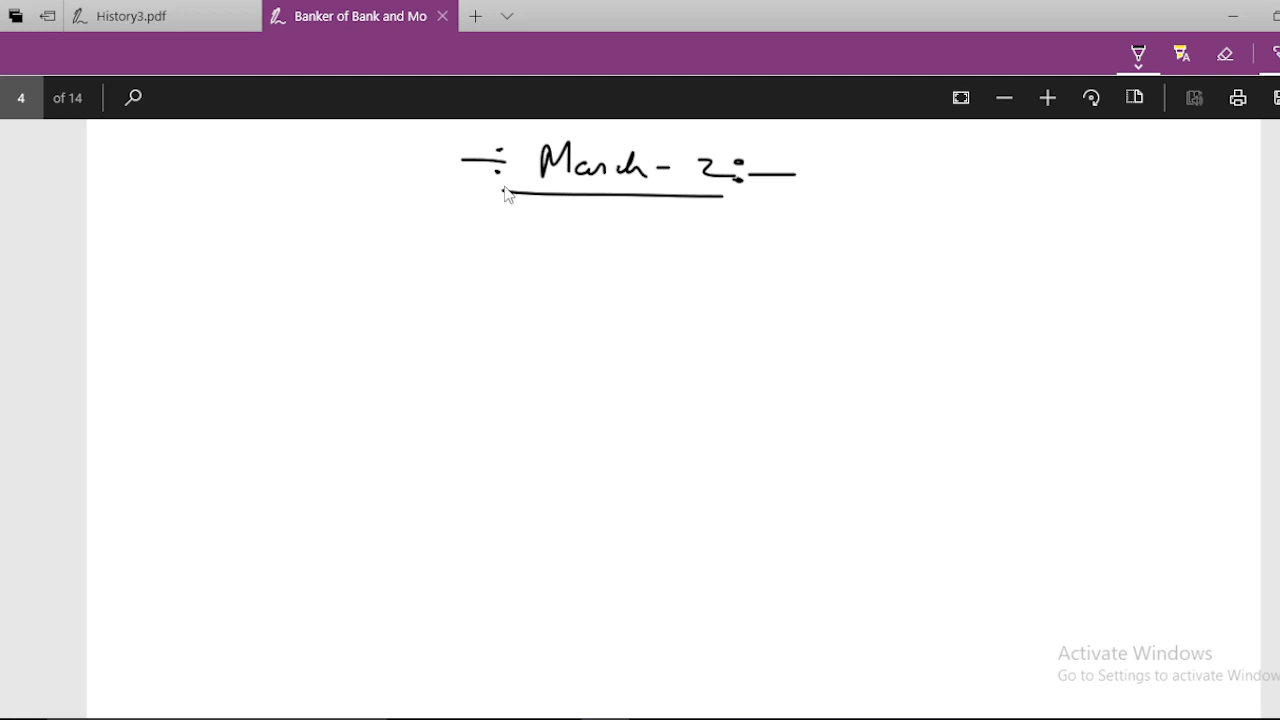 History3.pdf
Banker of Bank and Mo
4 of 14
÷ March - 2 :—
Activate Windows
Go to Settings to activate Window